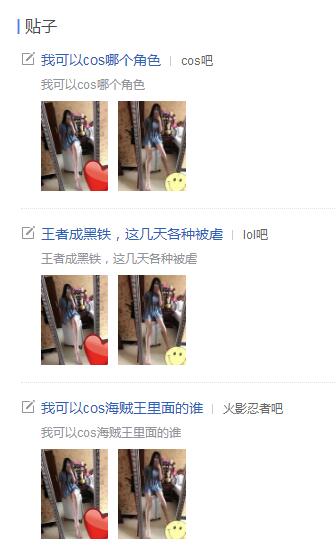 贴子
我可以cos哪个角色 | cos吧
我可以cos哪个角色
王者成黑铁，这几天各种被虐 | lol吧
王者成黑铁，这几天各种被虐
我可以cos海贼王里面的谁 | 火影忍者吧
我可以cos海贼王里面的谁